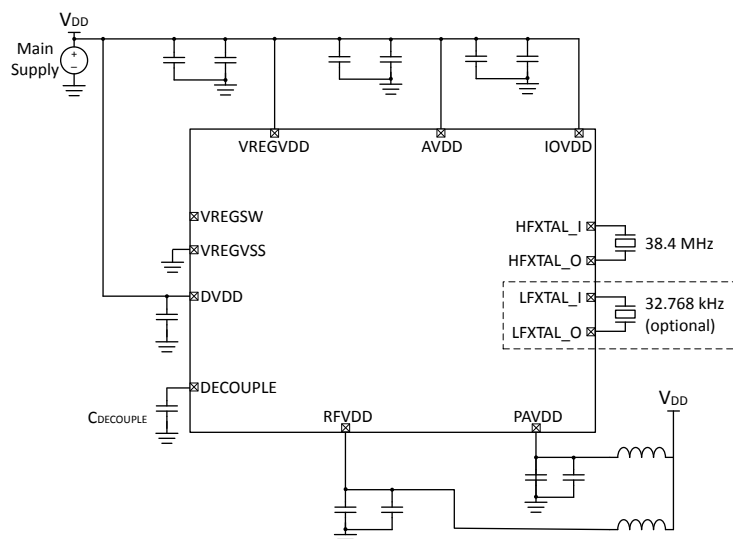 VDD
Main
Supply
+
−
VREGVDD
AVDD
IOVDD
VREGSW
VREGVSS
DVDD
DECOUPLE
CDECOUPLE
HFXTAL_I
38.4 MHz
HFXTAL_O
LFXTAL_I
32.768 kHz
(optional)
LFXTAL_O
RFVDD
PAVDD
VDD